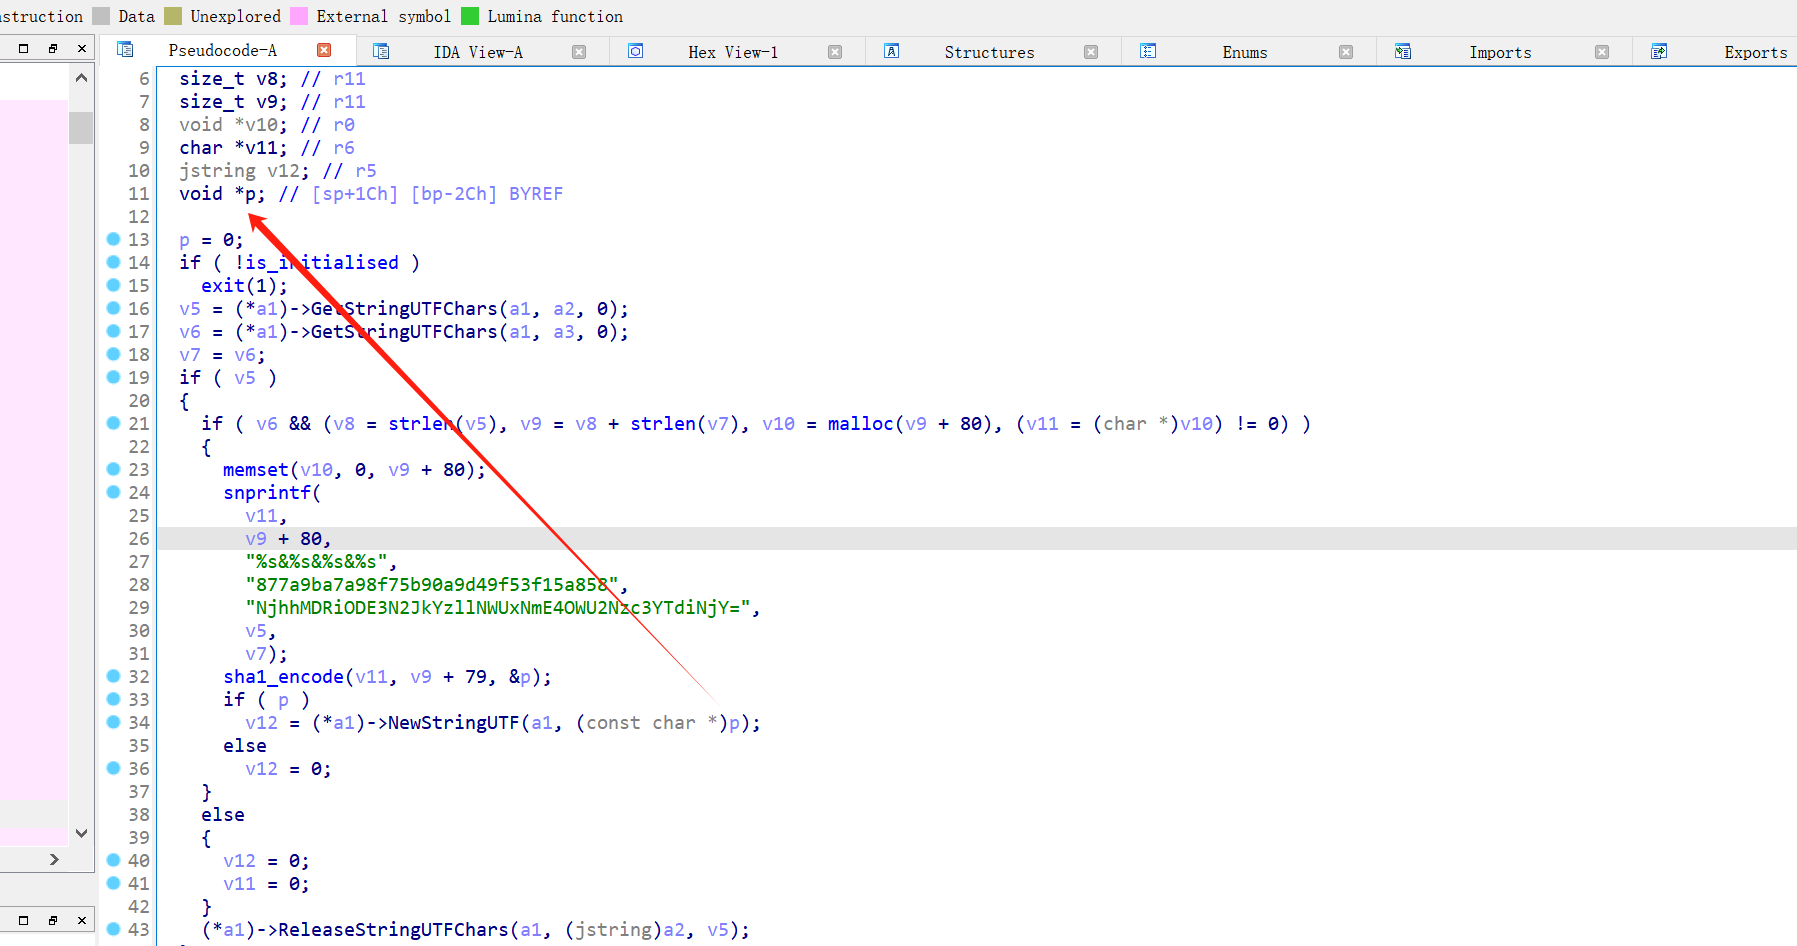 struction Data Unexplored External symbol Lumina function
Pseudocode-A IDA View-A Hex View-1 Structures Enums Imports Exports
6 size_t v8; // r11
7 size_t v9; // r11
8 void *v10; // r0
9 char *v11; // r6
10 jstring v12; // r5
11 void *p; // [sp+1Ch] [bp-2Ch] BYREF
12
13 p = 0;
14 if ( !is_initialised )
15 exit(1);
16 v5 = (*a1)->GetStringUTFChars(a1, a2, 0);
17 v6 = (*a1)->GetStringUTFChars(a1, a3, 0);
18 v7 = v6;
19 if ( v5 )
20 {
21 if ( v6 && (v8 = strlen(v5), v9 = v8 + strlen(v7), v10 = malloc(v9 + 80), (v11 = (char *)v10) != 0) )
22 {
23 memset(v10, 0, v9 + 80);
24 snprintf(
25 v11,
26 v9 + 80,
27 "%s&%s&%s&%s",
28 "877a9ba7a98f75b90a9d49f53f15a858",
29 "NjhhMDRiODE3N2JkYzllNWUxNmE4OWU2Nzc3YTdiNjY=",
30 v5,
31 v7);
32 sha1_encode(v11, v9 + 79, &p);
33 if ( p )
34 v12 = (*a1)->NewStringUTF(a1, (const char *)p);
35 else
36 v12 = 0;
37 }
38 else
39 {
40 v12 = 0;
41 v11 = 0;
42 }
43 (*a1)->ReleaseStringUTFChars(a1, (jstring)a2, v5);